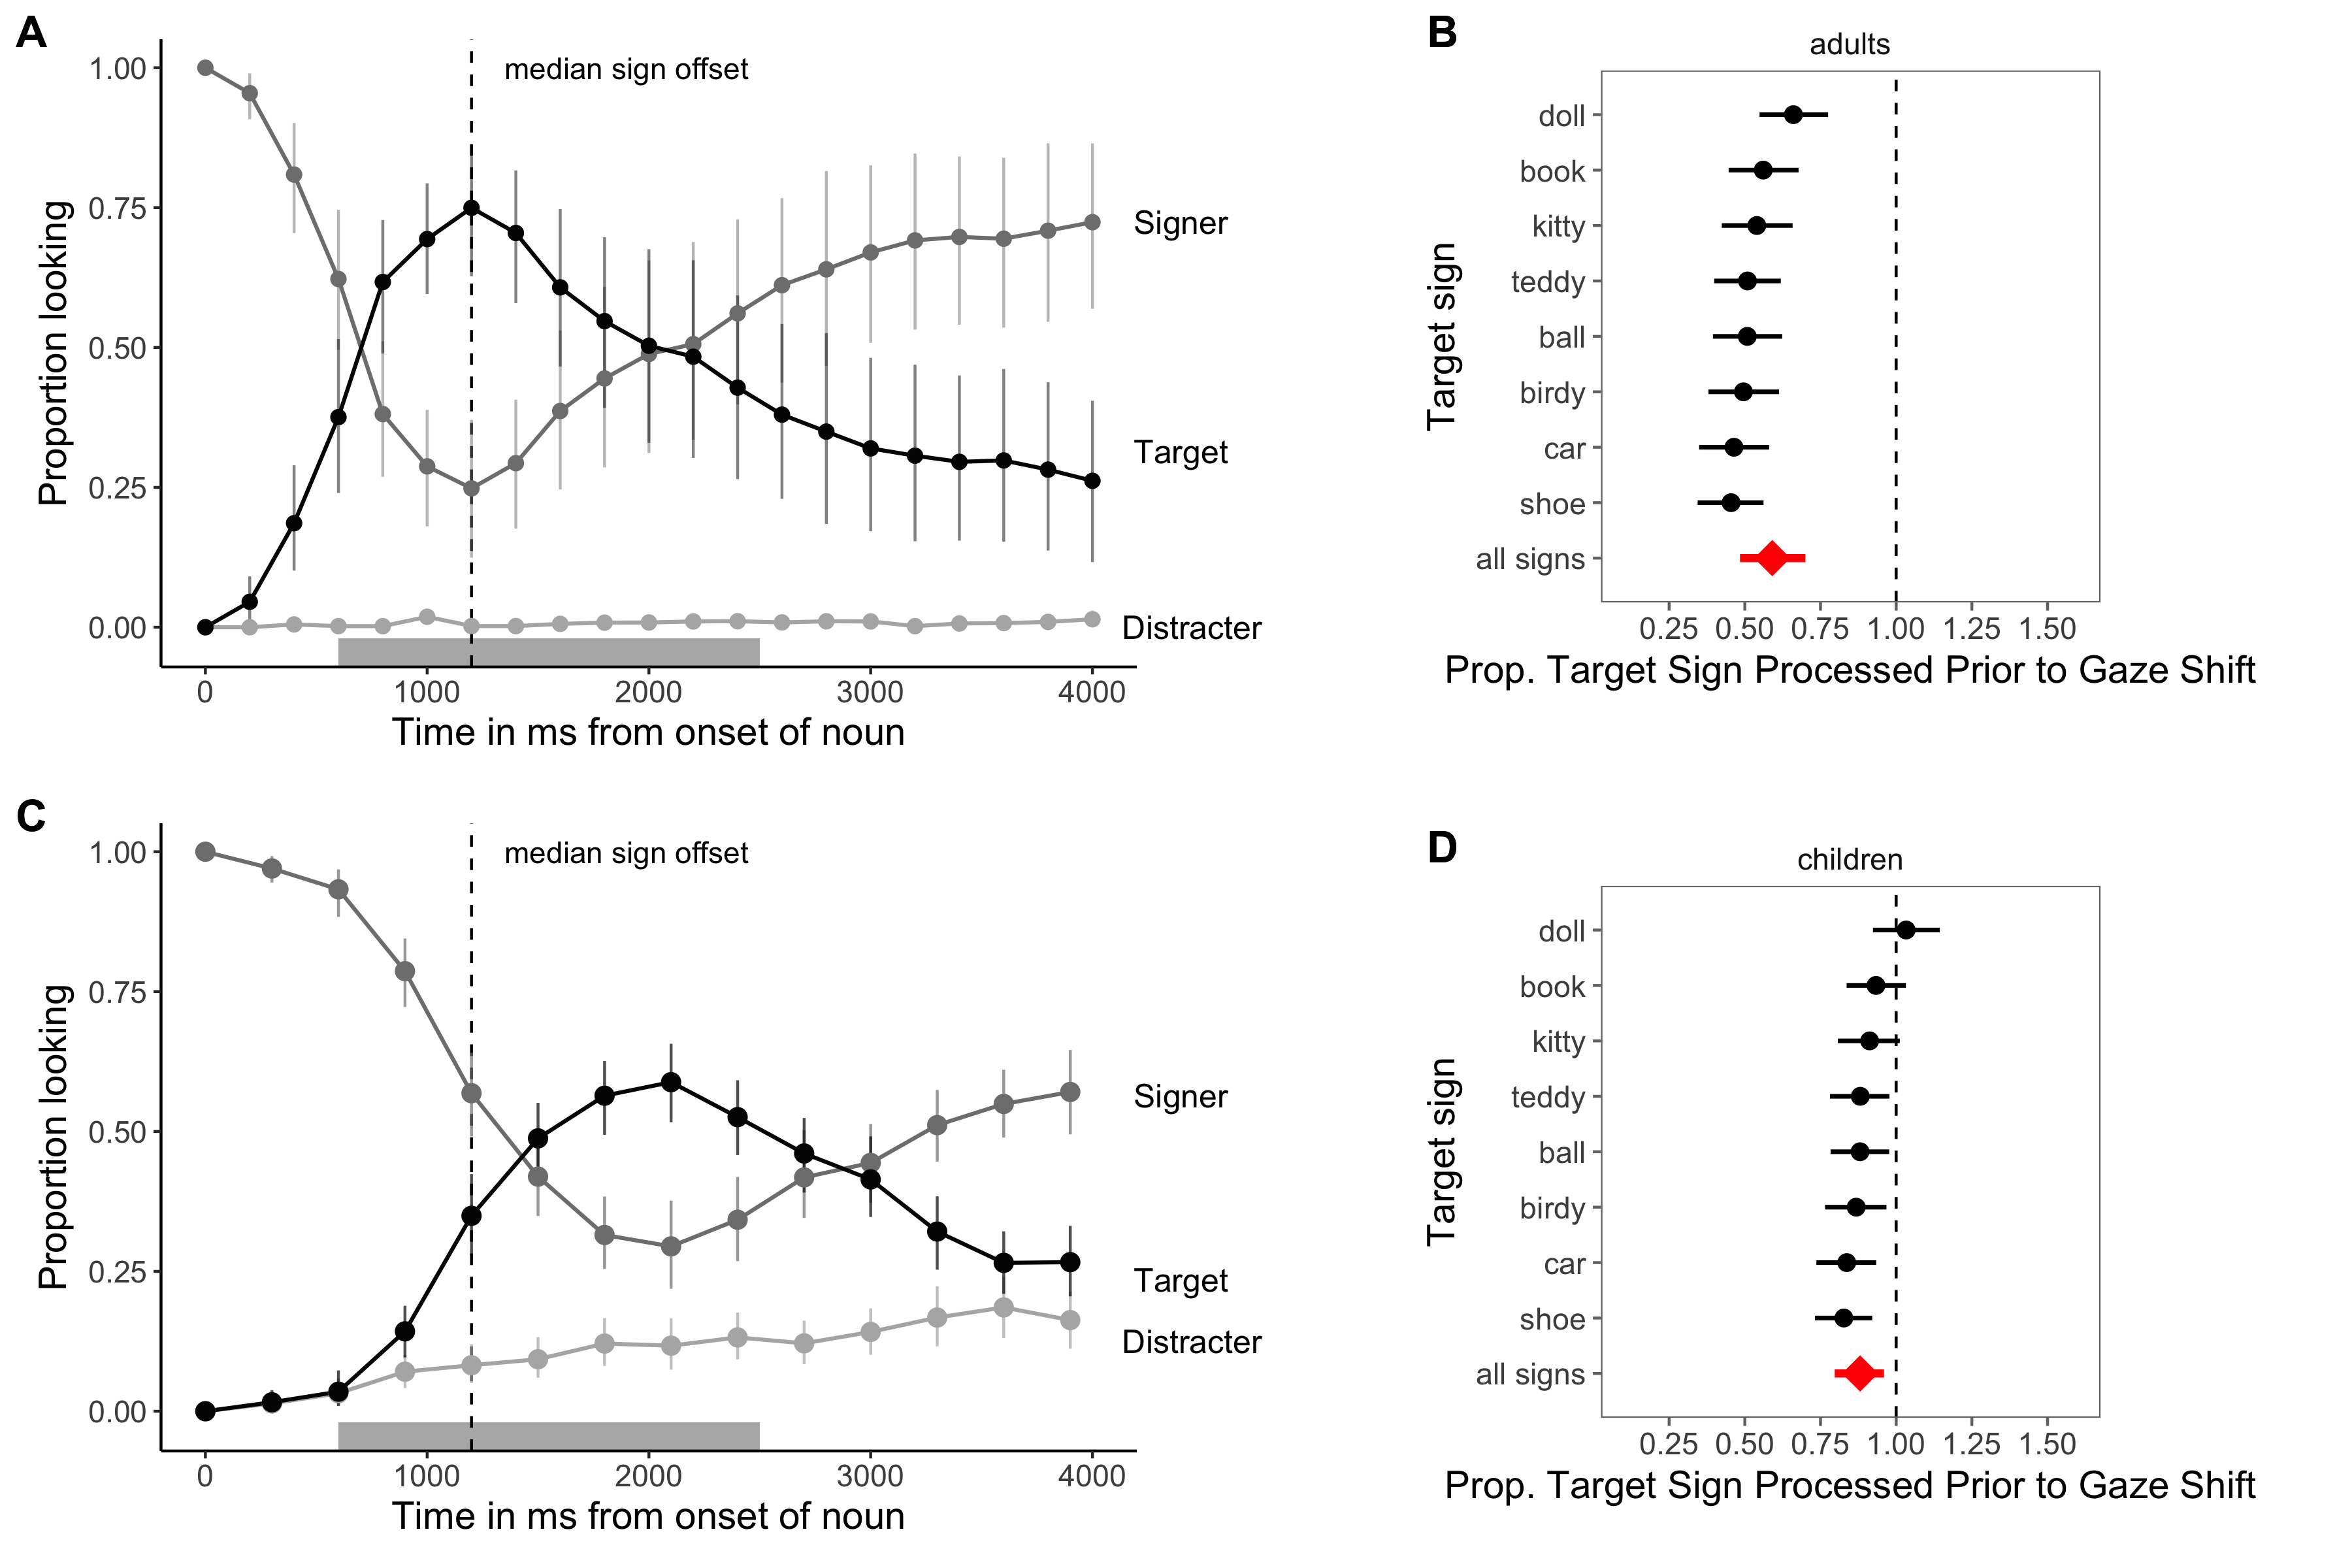 A
median sign offset
1.00
0.75
0.50
0.25
0.00
Proportion looking
Signer
Target
Distracter
0 1000 2000 3000 4000
Time in ms from onset of noun
B
adults
Target sign
doll
book
kitty
teddy
ball
birdy
car
shoe
all signs
0.25 0.50 0.75 1.00 1.25 1.50
Prop. Target Sign Processed Prior to Gaze Shift
C
median sign offset
1.00
0.75
0.50
0.25
0.00
Proportion looking
Signer
Target
Distracter
0 1000 2000 3000 4000
Time in ms from onset of noun
D
children
Target sign
doll
book
kitty
teddy
ball
birdy
car
shoe
all signs
0.25 0.50 0.75 1.00 1.25 1.50
Prop. Target Sign Processed Prior to Gaze Shift